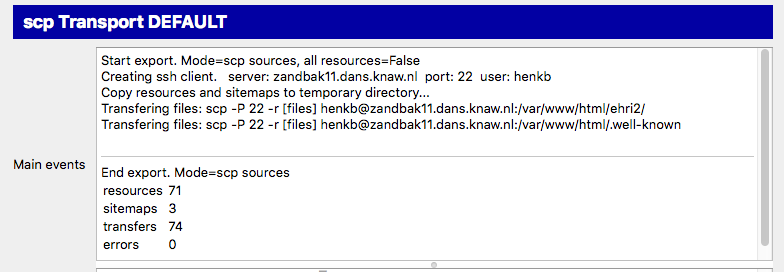 scp Transport DEFAULT
Start export. Mode=scp sources, all resources=False
Creating ssh client.   server: zandbak11.dans.knaw.nl  port: 22  user: henkb
Copy resources and sitemaps to temporary directory...
Transfering files: scp -P 22 -r [files] henkb@zandbak11.dans.knaw.nl:/var/www/html/ehri2/
Transfering files: scp -P 22 -r [files] henkb@zandbak11.dans.knaw.nl:/var/www/html/.well-known
Main events
End export. Mode=scp sources
resources 71
sitemaps 3
transfers 74
errors 0